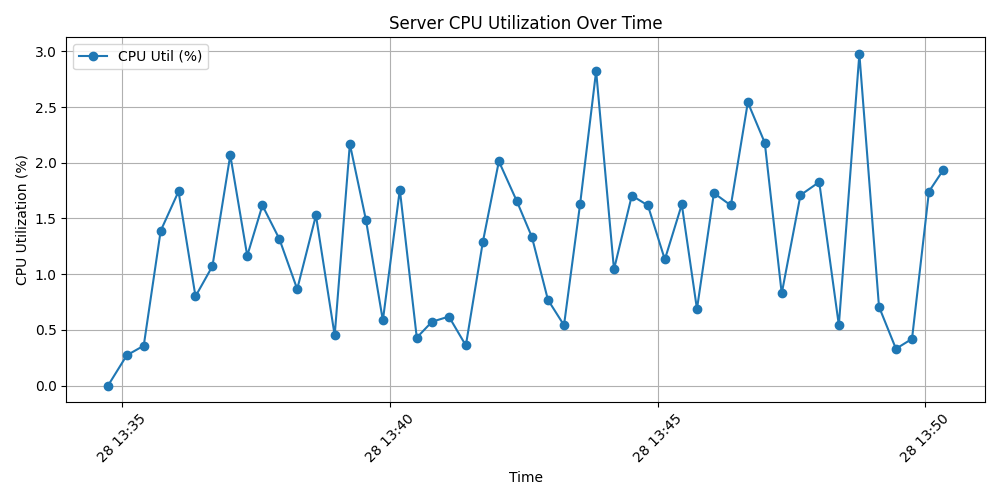 Server CPU Utilization Over Time
CPU Util (%)
CPU Utilization (%)
3.0
2.5
2.0
1.5
1.0
0.5
0.0
28 13:35
28 13:40
28 13:45
28 13:50
Time